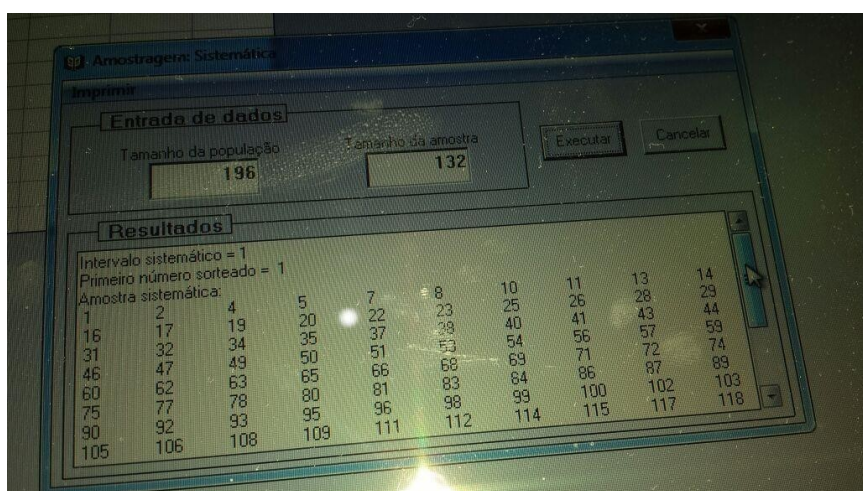 Amostragem: Sistemática
Imprimir
Entrada de dados
Tamanho da população Tamanho da amostra
196 132
Executar Cancelar
Resultados
Intervalo sistemático = 1
Primeiro número sorteado = 1
Amostra sistemática:
1 2 4 5 7 8 10 11 13 14
16 17 19 20 22 23 25 26 28 29
31 32 34 35 37 38 40 41 43 44
46 47 49 50 51 53 54 56 57 59
60 62 63 65 66 68 69 71 72 74
75 77 78 80 81 83 84 86 87 89
90 92 93 95 96 98 99 100 102 103
105 106 108 109 111 112 114 115 117 118